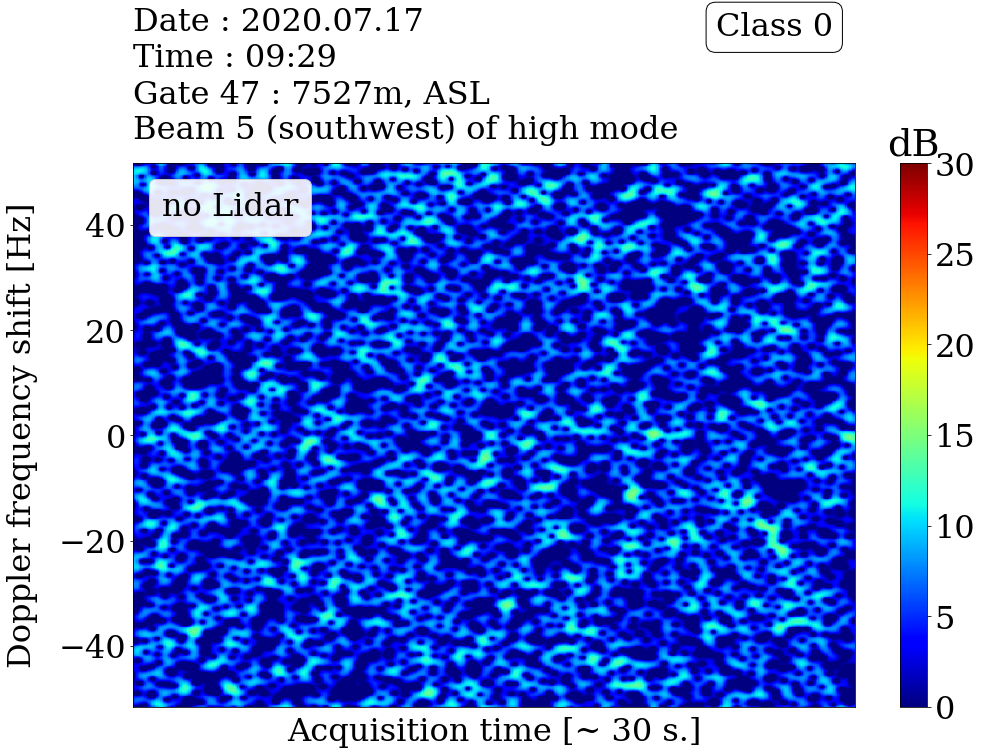 Date : 2020.07.17
Time : 09:29
Gate 47 : 7527m, ASL
Beam 5 (southwest) of high mode
Class 0
dB
no Lidar
Doppler frequency shift [Hz]
40
20
0
−20
−40
Acquisition time [~ 30 s.]
30
25
20
15
10
5
0